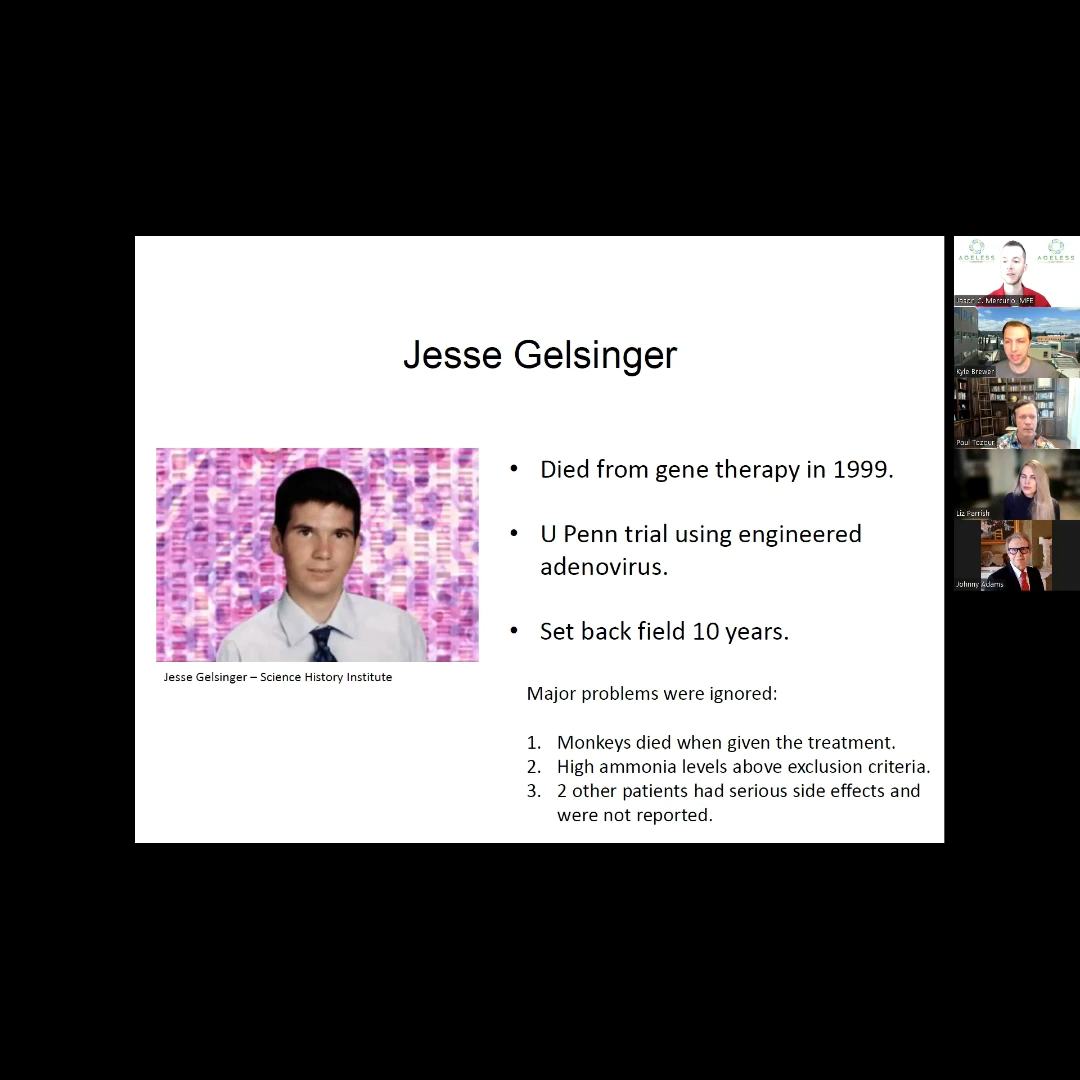 Jesse Gelsinger
• Died from gene therapy in 1999.
• U Penn trial using engineered
adenovirus.
• Set back field 10 years.
Jesse Gelsinger – Science History Institute
Major problems were ignored:
1. Monkeys died when given the treatment.
2. High ammonia levels above exclusion criteria.
3. 2 other patients had serious side effects and
were not reported.
AGELESS
AGELESS
Jason C. Mercurio, MFE
Kyle Brewer
Paul Tozour
Liz Parrish
Johnny Adams